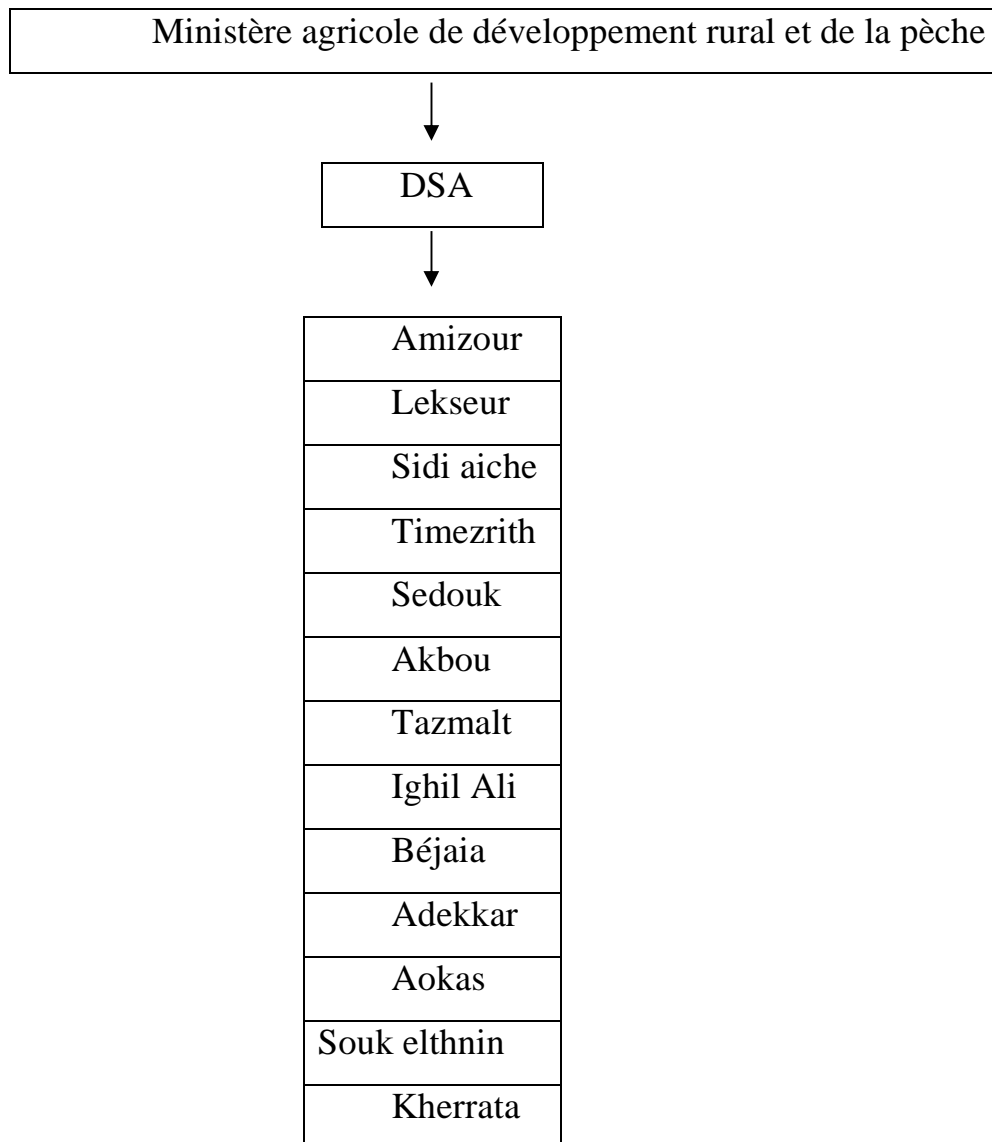 Ministère agricole de développement rural et de la pèche
DSA
Amizour
Lekseur
Sidi aiche
Timezrith
Sedouk
Akbou
Tazmalt
Ighil Ali
Béjaia
Adekkar
Aokas
Souk elthnin
Kherrata